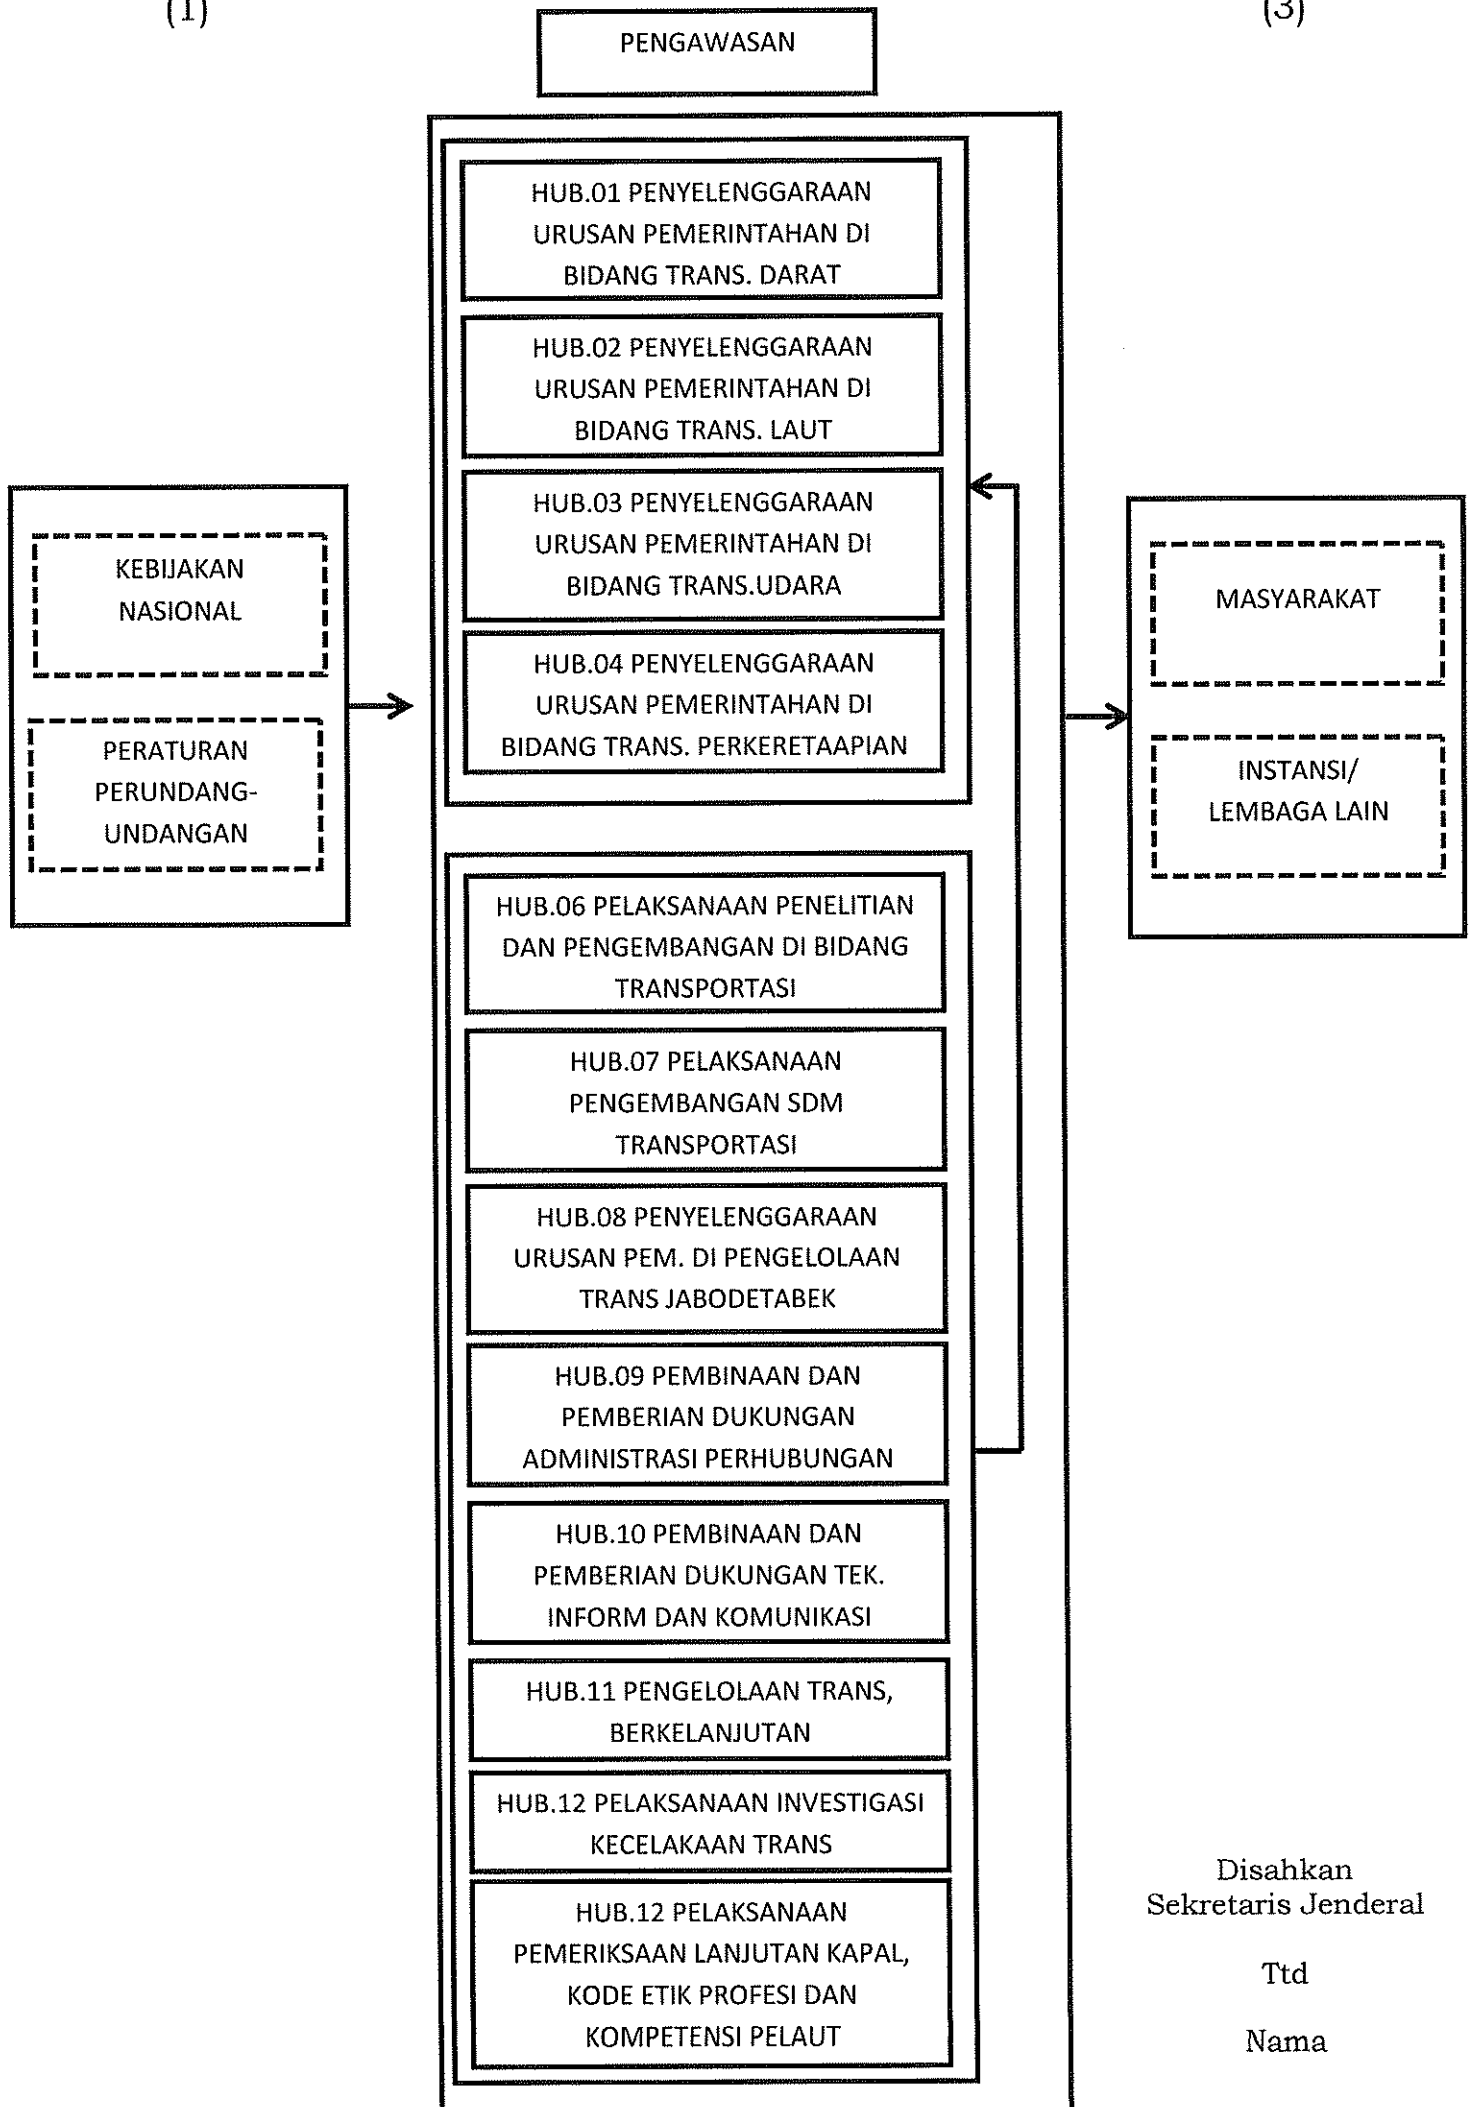 (1)
(3)
PENGAWASAN
HUB.01 PENYELENGGARAAN
URUSAN PEMERINTAHAN DI
BIDANG TRANS. DARAT
HUB.02 PENYELENGGARAAN
URUSAN PEMERINTAHAN DI
BIDANG TRANS. LAUT
HUB.03 PENYELENGGARAAN
URUSAN PEMERINTAHAN DI
BIDANG TRANS.UDARA
HUB.04 PENYELENGGARAAN
URUSAN PEMERINTAHAN DI
BIDANG TRANS. PERKERETAAPIAN
KEBIJAKAN
NASIONAL
PERATURAN
PERUNDANG-
UNDANGAN
MASYARAKAT
INSTANSI/
LEMBAGA LAIN
HUB.06 PELAKSANAAN PENELITIAN
DAN PENGEMBANGAN DI BIDANG
TRANSPORTASI
HUB.07 PELAKSANAAN
PENGEMBANGAN SDM
TRANSPORTASI
HUB.08 PENYELENGGARAAN
URUSAN PEM. DI PENGELOLAAN
TRANS JABODETABEK
HUB.09 PEMBINAAN DAN
PEMBERIAN DUKUNGAN
ADMINISTRASI PERHUBUNGAN
HUB.10 PEMBINAAN DAN
PEMBERIAN DUKUNGAN TEK.
INFORM DAN KOMUNIKASI
HUB.11 PENGELOLAAN TRANS,
BERKELANJUTAN
HUB.12 PELAKSANAAN INVESTIGASI
KECELAKAAN TRANS
HUB.12 PELAKSANAAN
PEMERIKSAAN LANJUTAN KAPAL,
KODE ETIK PROFESI DAN
KOMPETENSI PELAUT
Disahkan
Sekretaris Jenderal
Ttd
Nama